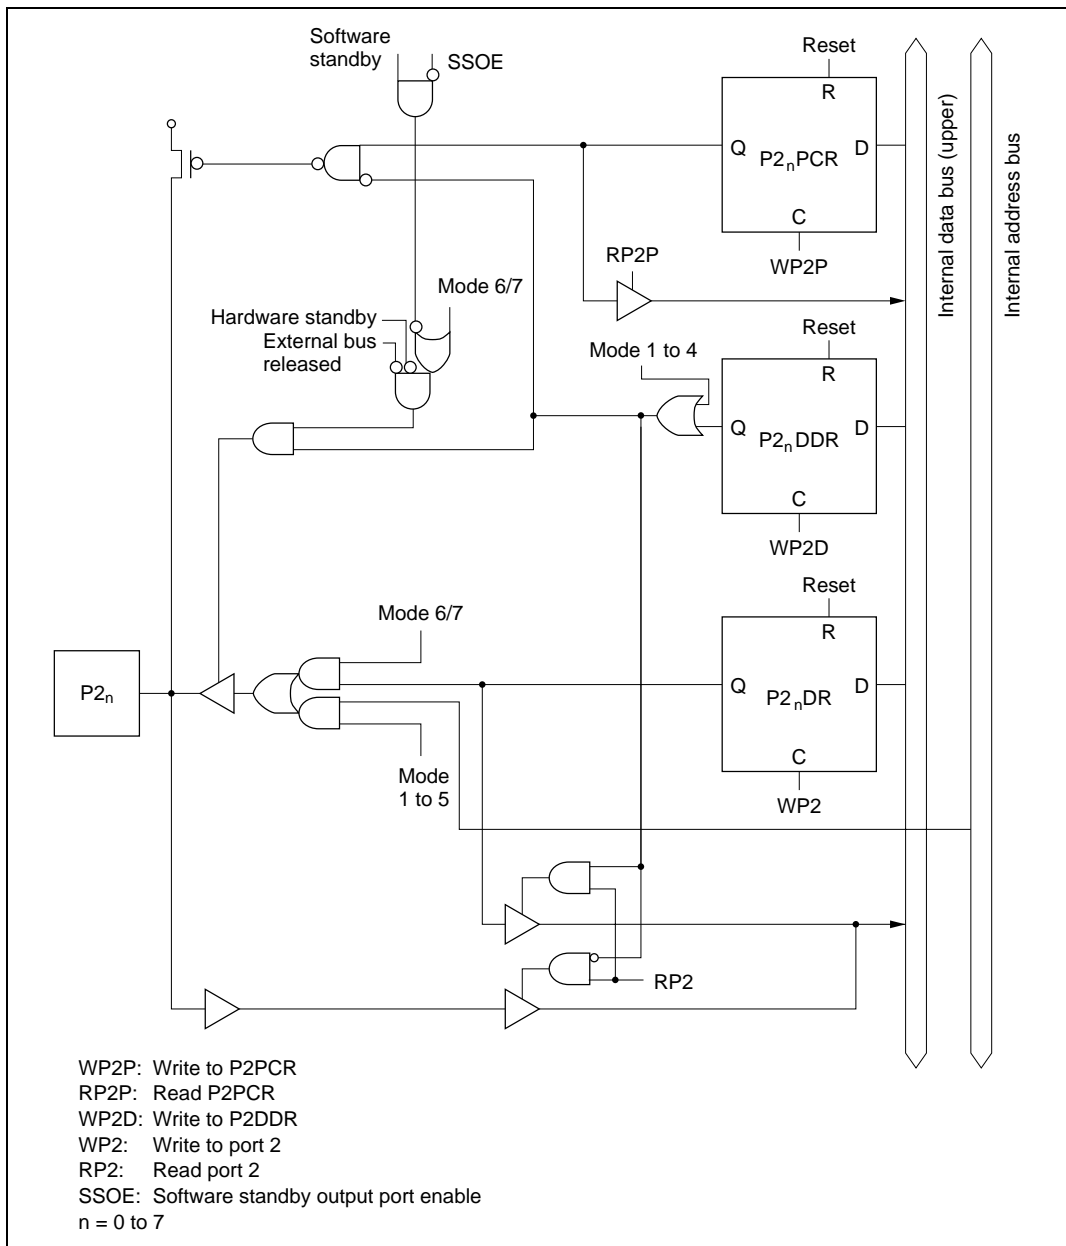 Software
standby
SSOE
Reset
R
Q
P2nPCR
D
C
WP2P
RP2P
Mode 6/7
Hardware standby
External bus
released
Internal data bus (upper)
Internal address bus
Mode 1 to 4
Reset
R
Q
P2nDDR
D
C
WP2D
Mode 6/7
Reset
R
Q
P2nDR
D
C
WP2
P2n
Mode
1 to 5
RP2
WP2P: Write to P2PCR
RP2P: Read P2PCR
WP2D: Write to P2DDR
WP2: Write to port 2
RP2: Read port 2
SSOE: Software standby output port enable
n = 0 to 7